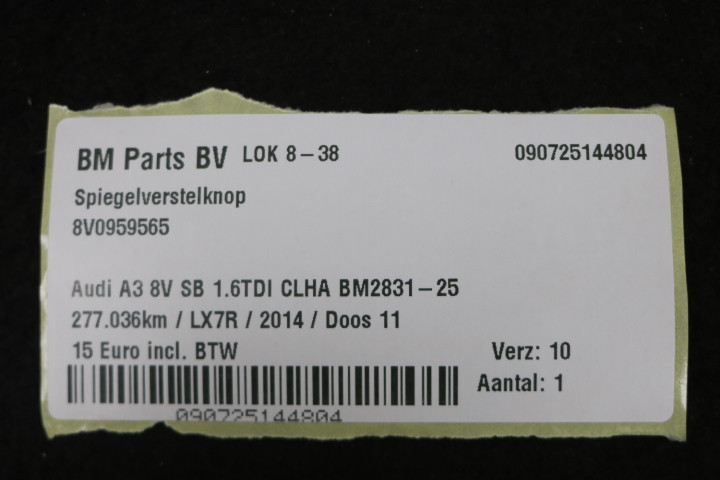 BM Parts BV LOK 8-38 090725144804
Spiegelverstelknop
8V0959565
Audi A3 8V SB 1.6TDI CLHA BM2831-25
277.036km / LX7R / 2014 / Doos 11
15 Euro incl. BTW Verz: 10
Aantal: 1
090725144804